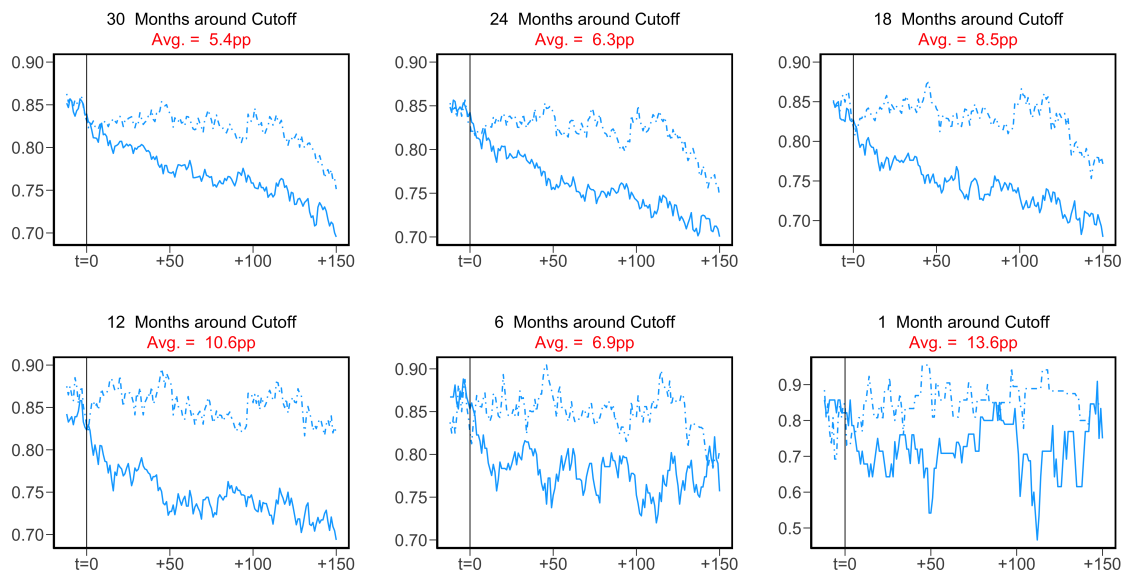 30 Months around Cutoff
Avg. = 5.4pp
0.90
0.85
0.80
0.75
0.70
t=0 +50 +100 +150
24 Months around Cutoff
Avg. = 6.3pp
0.90
0.85
0.80
0.75
0.70
t=0 +50 +100 +150
18 Months around Cutoff
Avg. = 8.5pp
0.90
0.85
0.80
0.75
0.70
t=0 +50 +100 +150
12 Months around Cutoff
Avg. = 10.6pp
0.90
0.85
0.80
0.75
0.70
t=0 +50 +100 +150
6 Months around Cutoff
Avg. = 6.9pp
0.90
0.85
0.80
0.75
0.70
t=0 +50 +100 +150
1 Month around Cutoff
Avg. = 13.6pp
0.9
0.8
0.7
0.6
0.5
t=0 +50 +100 +150